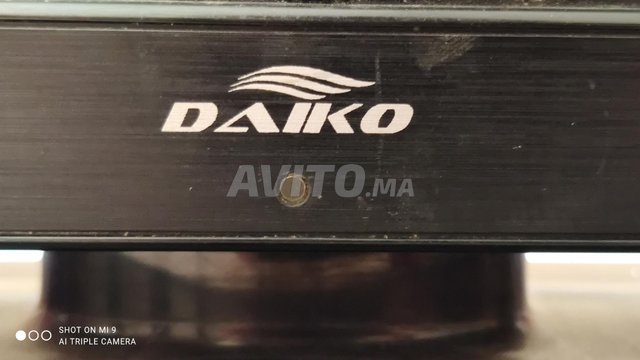 DAIKO
AVITO.MA
SHOT ON MI 9
AI TRIPLE CAMERA